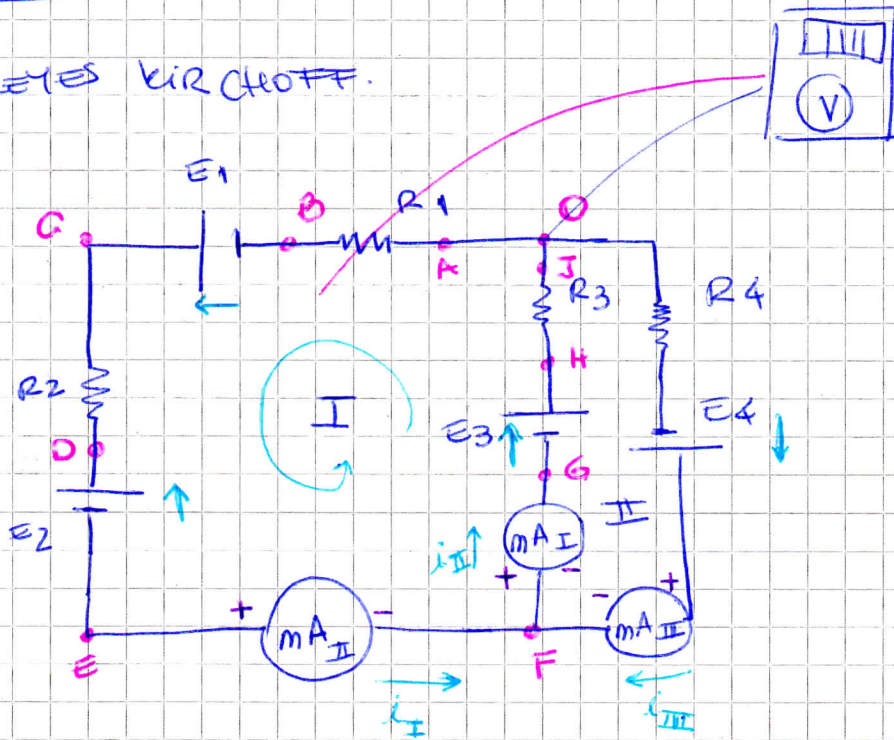 EYES KIRCHOFF.
V
E1
B
R1
O
C
A
J
R3
R4
H
R2
I
E3
E4
D
G
II
E2
mA I
iII
+ -
+ -
- +
mA II
mA III
E
F
iI
iIII